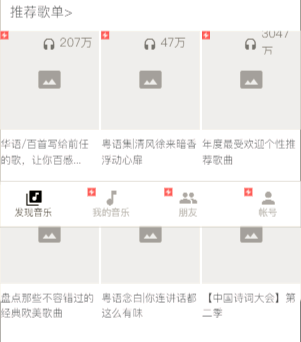 推荐歌单>
207万
47万
3047
万
华语/百首写给前任
的歌，让你百感...
粤语集|清风徐来暗香
浮动心扉
年度最受欢迎个性推
荐歌曲
发现音乐
我的音乐
朋友
帐号
盘点那些不容错过的
经典欧美歌曲
粤语念白|你连讲话都
这么有味
【中国诗词大会】第
二季